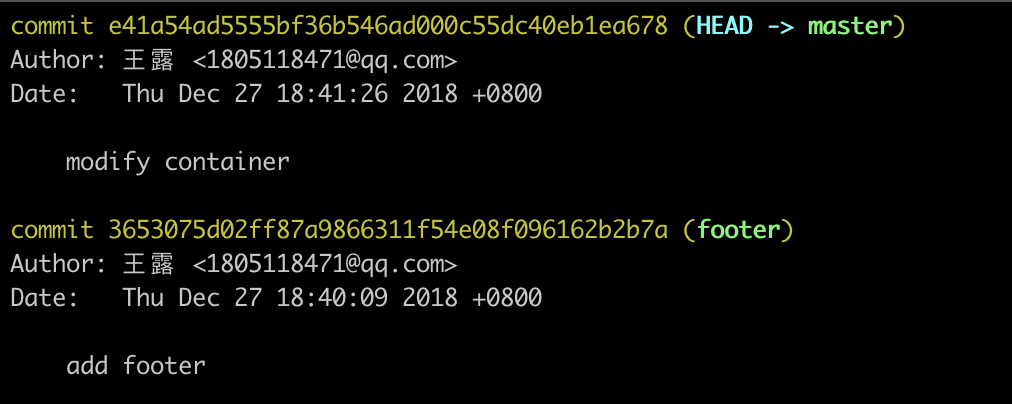 commit e41a54ad5555bf36b546ad000c55dc40eb1ea678 (HEAD -> master)
Author: 王露 <1805118471@qq.com>
Date:   Thu Dec 27 18:41:26 2018 +0800
modify container
commit 3653075d02ff87a9866311f54e08f096162b2b7a (footer)
Author: 王露 <1805118471@qq.com>
Date:   Thu Dec 27 18:40:09 2018 +0800
add footer